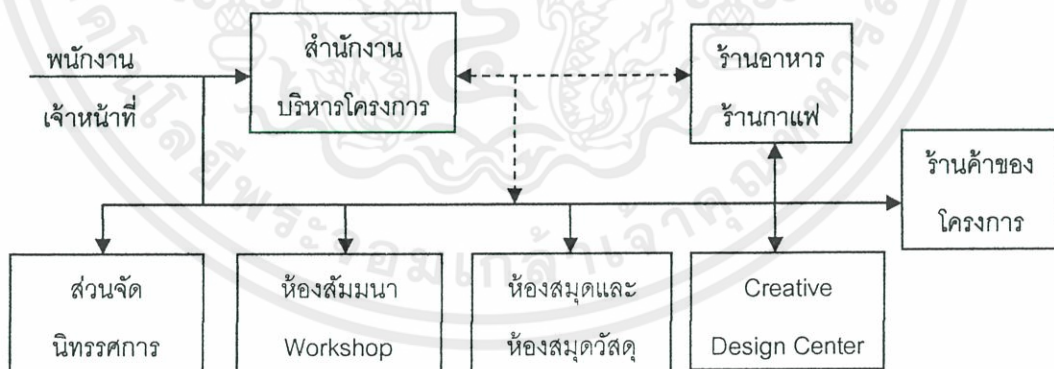 พนักงาน
เจ้าหน้าที่
สำนักงาน
บริหารโครงการ
ร้านอาหาร
ร้านกาแฟ
ร้านค้าของ
โครงการ
ส่วนจัด
นิทรรศการ
ห้องสัมมนา
Workshop
ห้องสมุดและ
ห้องสมุดวัสดุ
Creative
Design Center